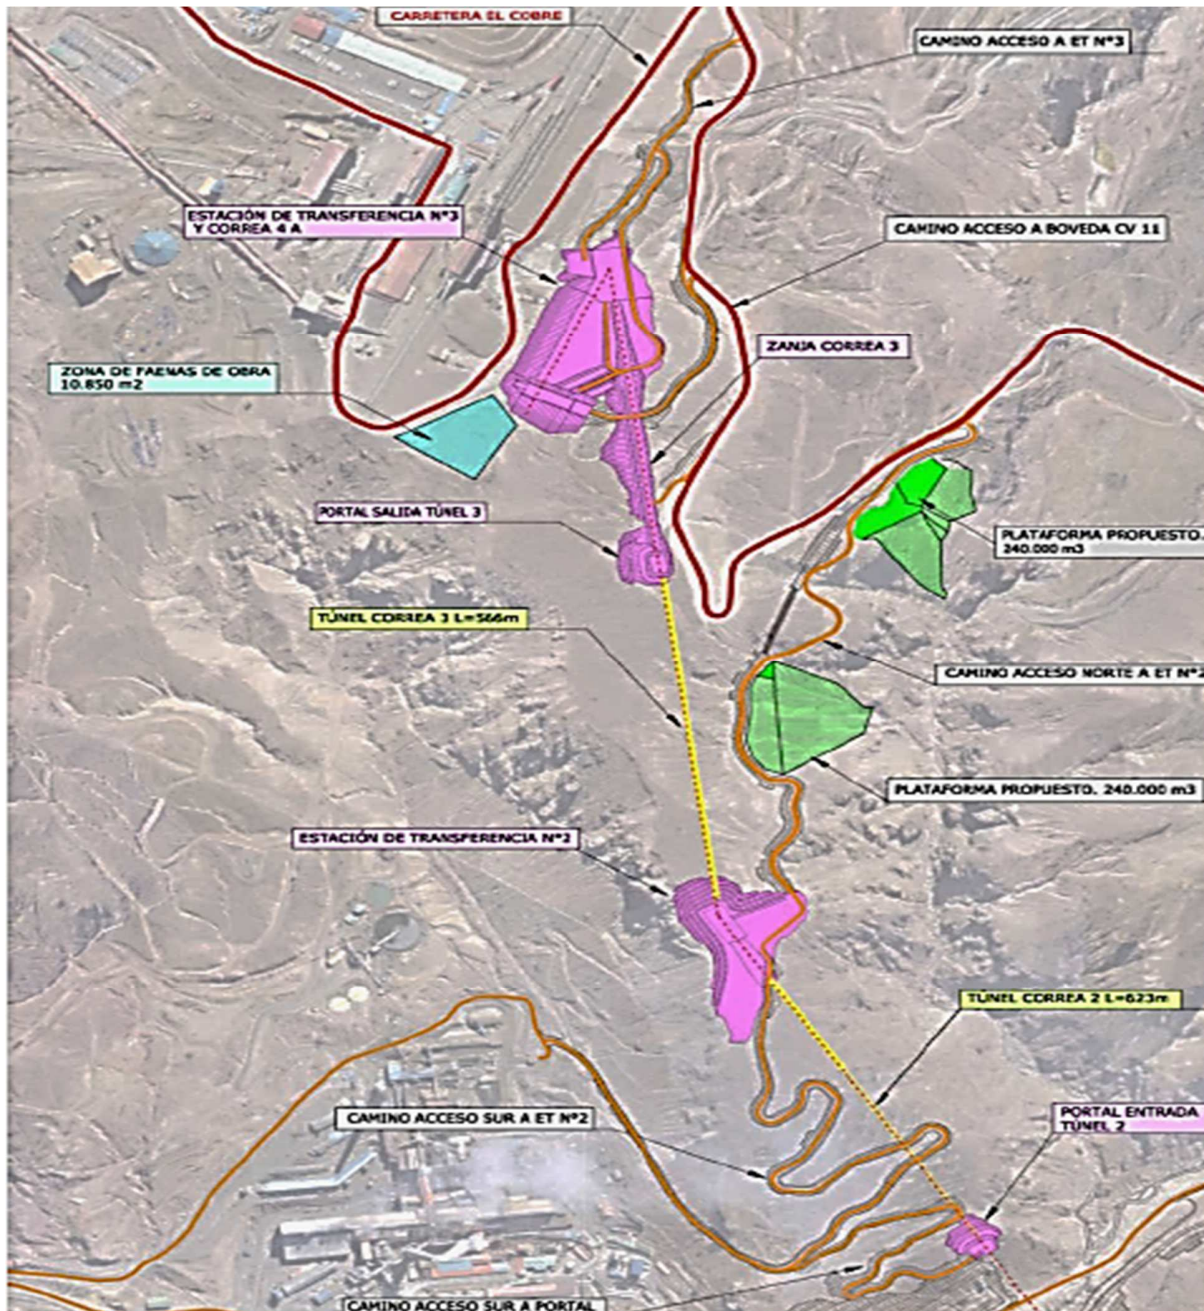 CARRETERA EL COBRE
CAMINO ACCESO A ET N°3
ESTACIÓN DE TRANSFERENCIA N°3
Y CORREA 4 A
CAMINO ACCESO A BOVEDA CV 11
ZANJA CORREA 3
ZONA DE FAENAS DE OBRA
10.850 m2
PORTAL SALIDA TÚNEL 3
PLATAFORMA PROPUESTO.
240.000 m3
TÚNEL CORREA 3 L=566m
CAMINO ACCESO NORTE A ET N°2
PLATAFORMA PROPUESTO. 240.000 m3
ESTACIÓN DE TRANSFERENCIA N°2
TÚNEL CORREA 2 L=623m
CAMINO ACCESO SUR A ET N°2
PORTAL ENTRADA
TÚNEL 2
CAMINO ACCESO SUR A PORTAL